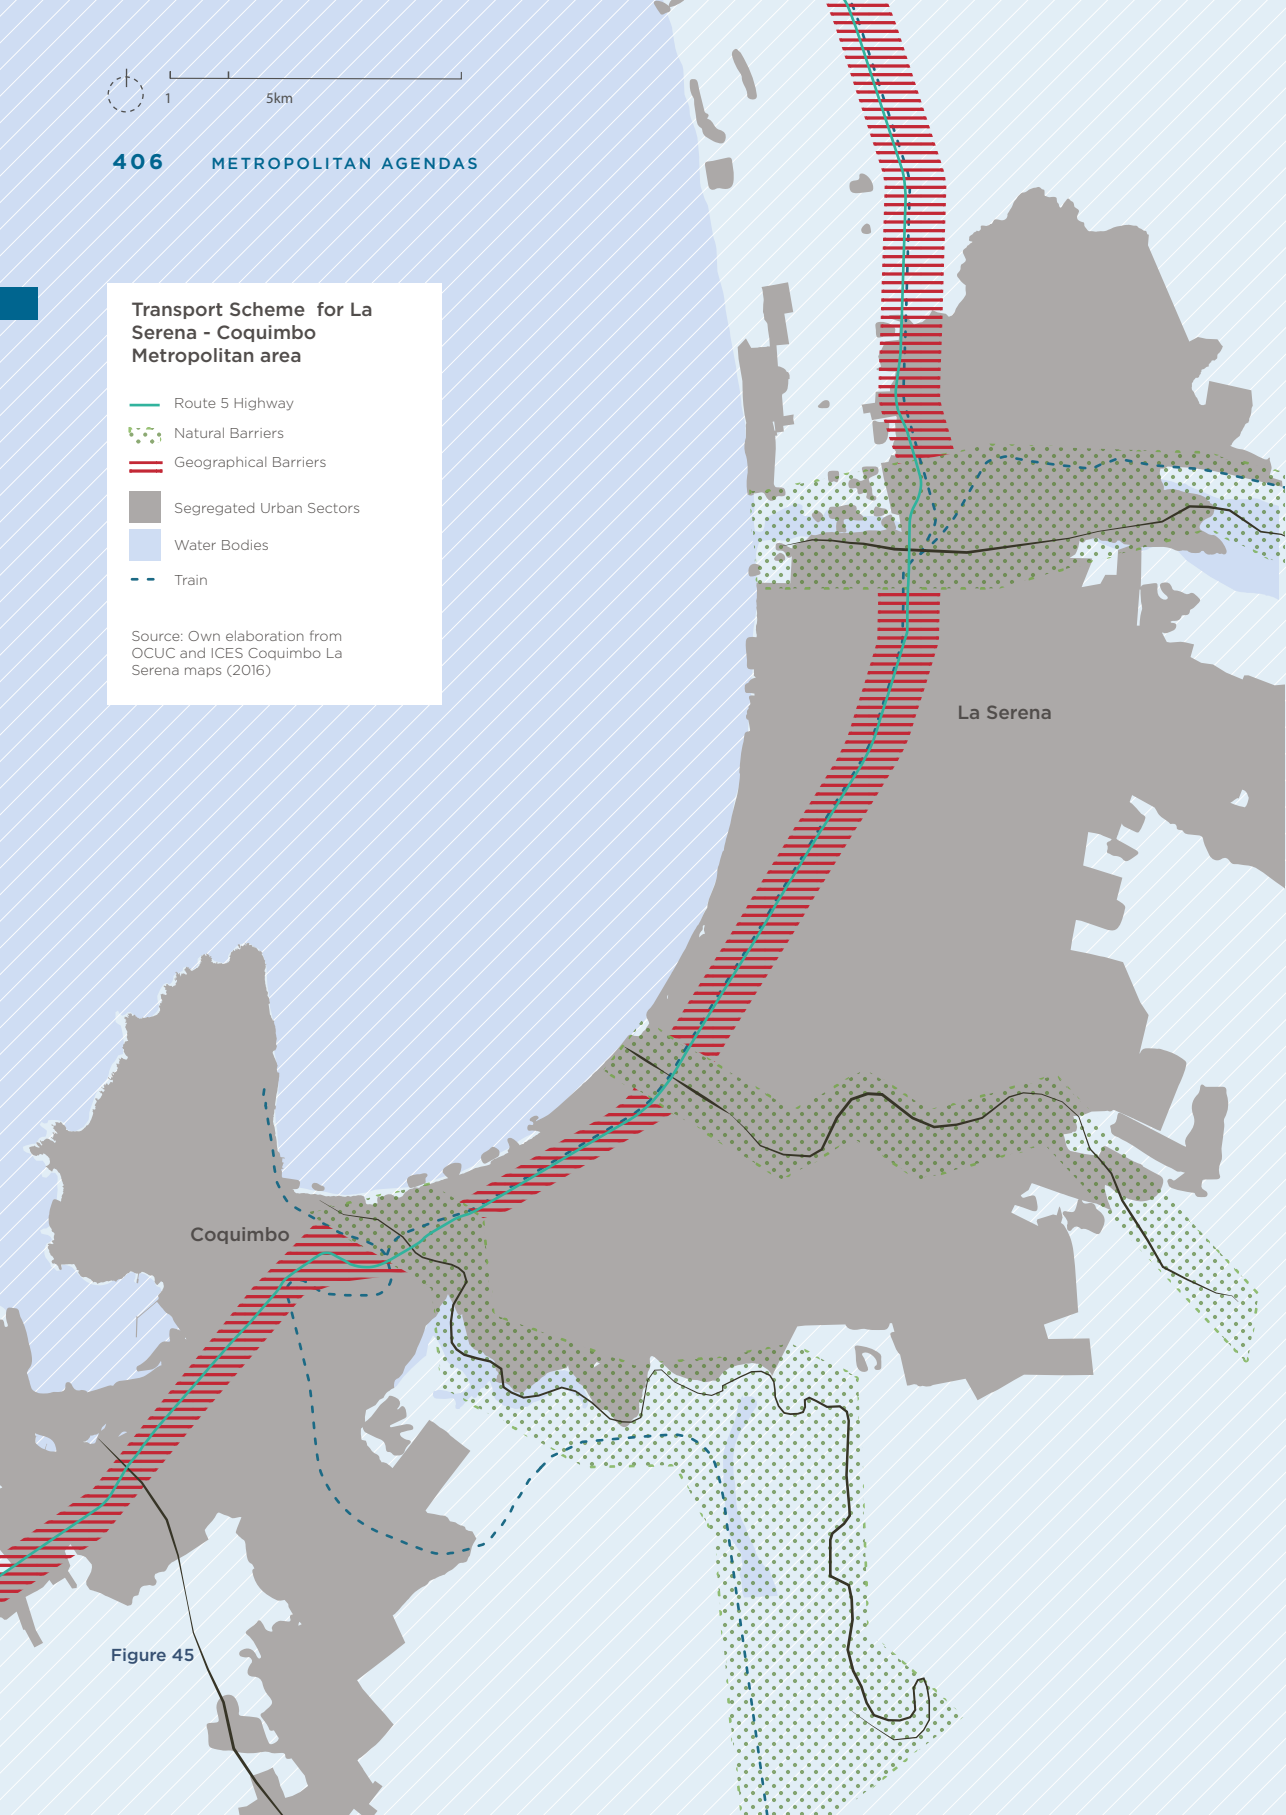 1 5km
406 METROPOLITAN AGENDAS
Transport Scheme for La
Serena - Coquimbo
Metropolitan area
Route 5 Highway
Natural Barriers
Geographical Barriers
Segregated Urban Sectors
Water Bodies
Train
Source: Own elaboration from
OCUC and ICES Coquimbo La
Serena maps (2016)
La Serena
Coquimbo
Figure 45